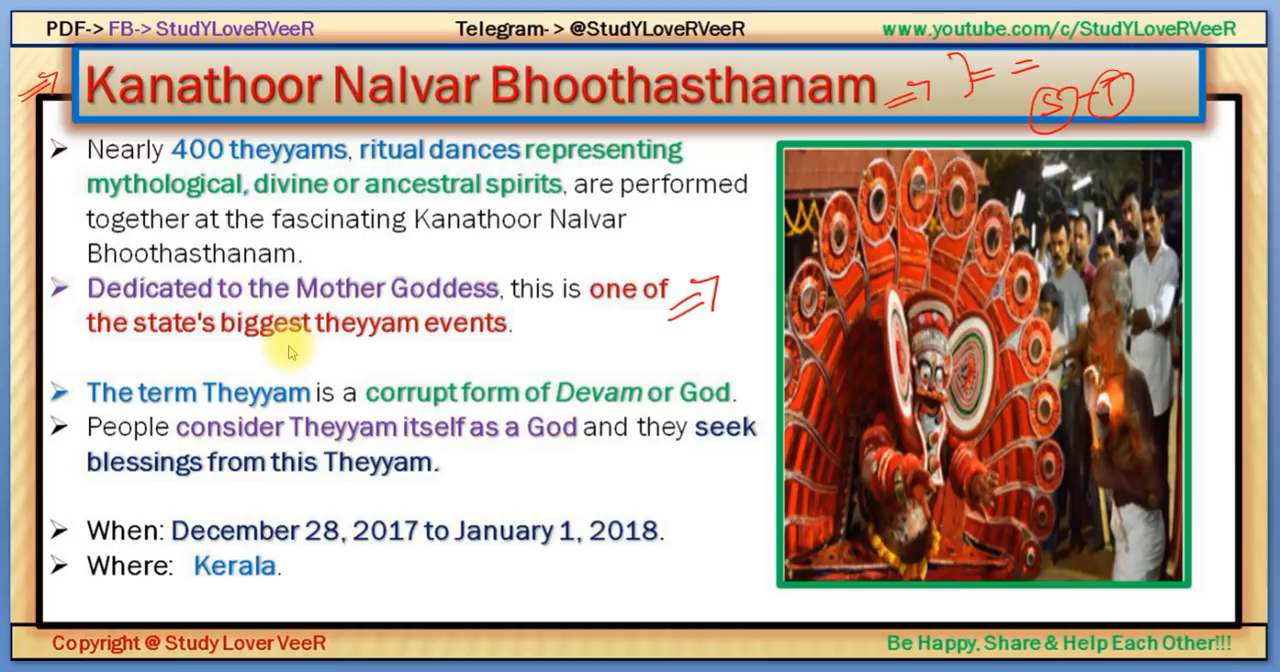 PDF-> FB-> StudYLoveRVeeR Telegram- > @StudYLoveRVeeR www.youtube.com/c/StudYLoveRVeeR
Kanathoor Nalvar Bhoothasthanam
S T
Nearly 400 theyyams, ritual dances representing
mythological, divine or ancestral spirits, are performed
together at the fascinating Kanathoor Nalvar
Bhoothasthanam.
Dedicated to the Mother Goddess, this is one of
the state's biggest theyyam events.
The term Theyyam is a corrupt form of Devam or God.
People consider Theyyam itself as a God and they seek
blessings from this Theyyam.
When: December 28, 2017 to January 1, 2018.
Where: Kerala.
Copyright @ Study Lover VeeR Be Happy, Share & Help Each Other!!!